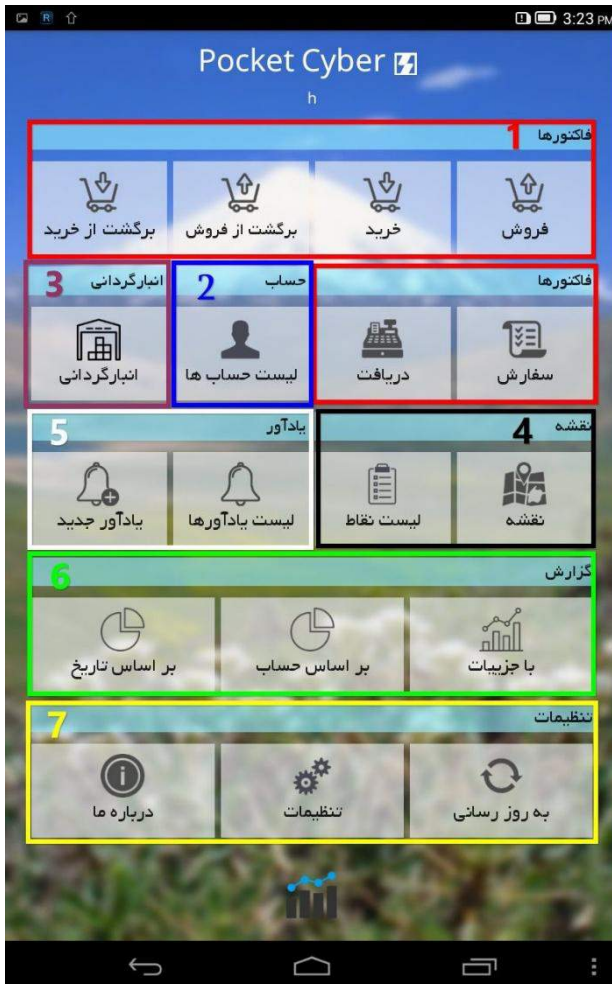 3:23 PM
Pocket Cyber
h
فاکتورها 1
فروش خرید برگشت از فروش برگشت از خرید
فاکتورها حساب 2 انبارگردانی 3
سفارش دریافت لیست حساب ها انبارگردانی
نقشه 4 یادآور 5
نقشه لیست نقاط لیست یادآورها یادآور جدید
گزارش 6
با جزییات بر اساس حساب بر اساس تاریخ
تنظیمات 7
به روز رسانی تنظیمات درباره ما